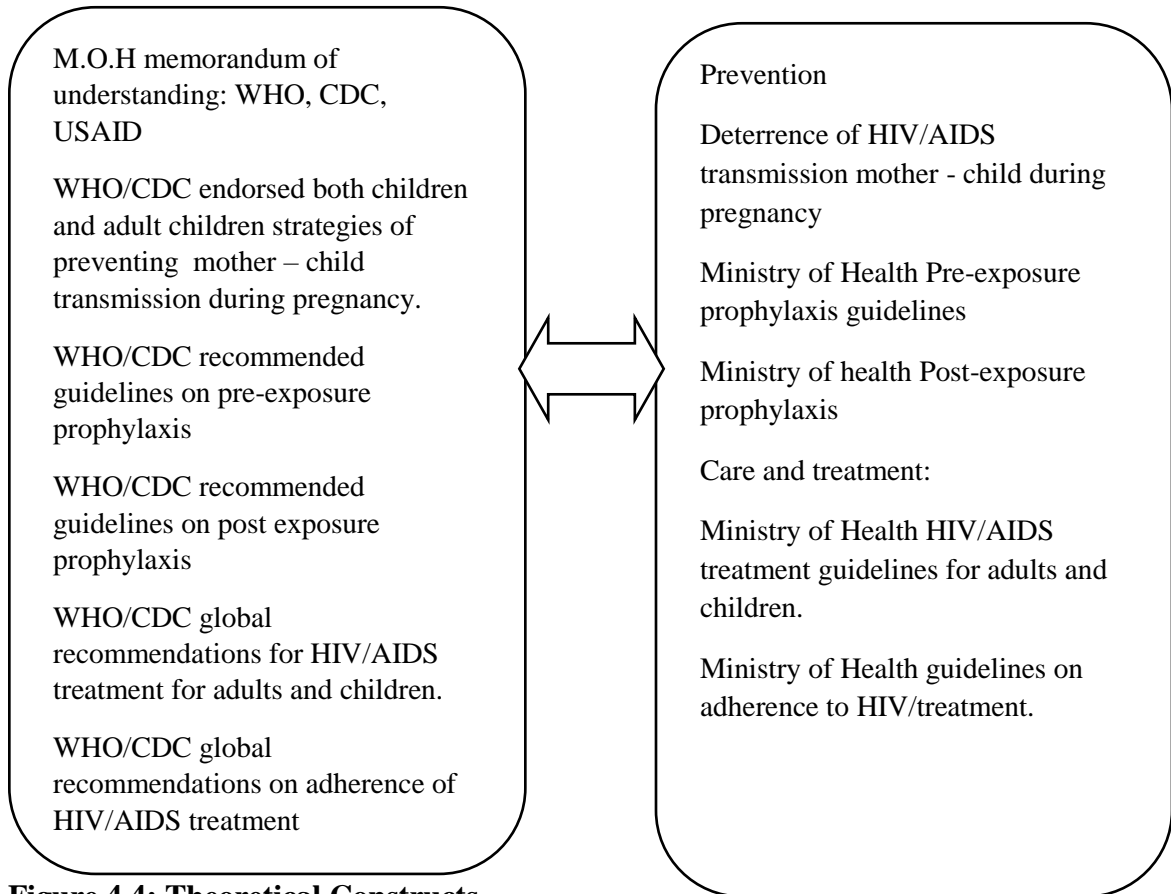 M.O.H memorandum of
understanding: WHO, CDC,
USAID
WHO/CDC endorsed both children
and adult children strategies of
preventing mother – child
transmission during pregnancy.
WHO/CDC recommended
guidelines on pre-exposure
prophylaxis
WHO/CDC recommended
guidelines on post exposure
prophylaxis
WHO/CDC global
recommendations for HIV/AIDS
treatment for adults and children.
WHO/CDC global
recommendations on adherence of
HIV/AIDS treatment
Prevention
Deterrence of HIV/AIDS
transmission mother - child during
pregnancy
Ministry of Health Pre-exposure
prophylaxis guidelines
Ministry of health Post-exposure
prophylaxis
Care and treatment:
Ministry of Health HIV/AIDS
treatment guidelines for adults and
children.
Ministry of Health guidelines on
adherence to HIV/treatment.
Figure 4.4: Theoretical Constructs